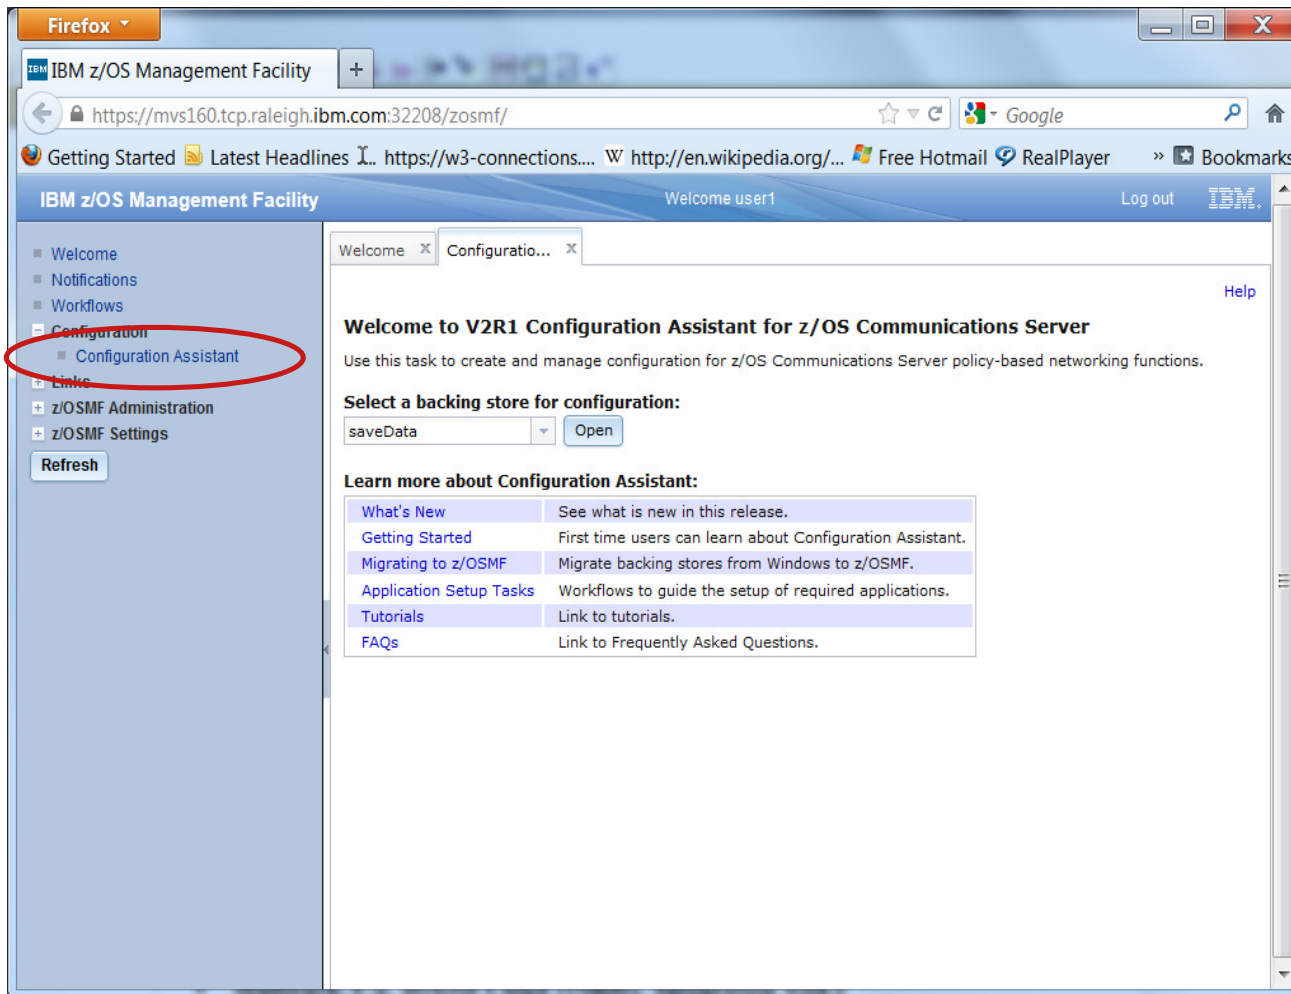 Firefox
IBM IBM z/OS Management Facility
https://mvs160.tcp.raleigh.ibm.com:32208/zosmf/
Google
Getting Started Latest Headlines I.. https://w3-connections.... W http://en.wikipedia.org/... Free Hotmail RealPlayer » Bookmarks
IBM z/OS Management Facility Welcome user1 Log out IBM.
Welcome
Notifications
Workflows
Configuration
Configuration Assistant
Links
z/OSMF Administration
z/OSMF Settings
Refresh
Welcome x Configuratio... x
Help
Welcome to V2R1 Configuration Assistant for z/OS Communications Server
Use this task to create and manage configuration for z/OS Communications Server policy-based networking functions.
Select a backing store for configuration:
saveData Open
Learn more about Configuration Assistant:
What's New See what is new in this release.
Getting Started First time users can learn about Configuration Assistant.
Migrating to z/OSMF Migrate backing stores from Windows to z/OSMF.
Application Setup Tasks Workflows to guide the setup of required applications.
Tutorials Link to tutorials.
FAQs Link to Frequently Asked Questions.